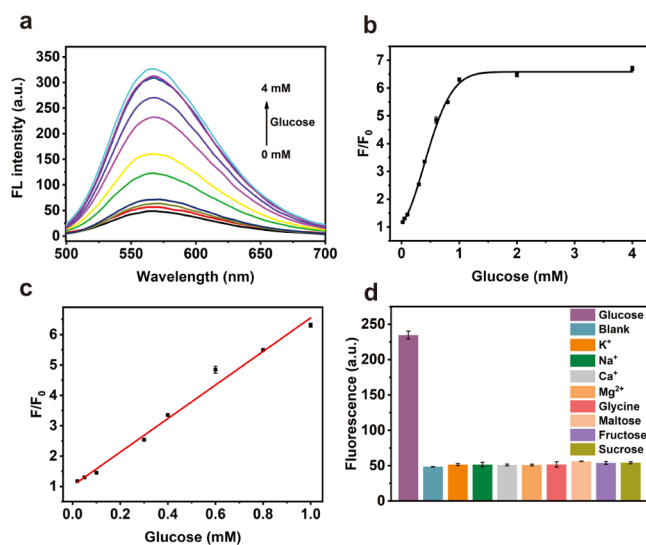 a
FL intensity (a.u.)
350
300
250
200
150
100
50
0
500
550
600
650
700
Wavelength (nm)
4 mM
Glucose
0 mM
b
F/F0
7
6
5
4
3
2
1
0
0
1
2
3
4
Glucose (mM)
c
F/F0
6
5
4
3
2
1
0.0
0.2
0.4
0.6
0.8
1.0
Glucose (mM)
d
Fluorescence (a.u.)
250
200
150
100
50
0
Glucose
Blank
K+
Na+
Ca+
Mg2+
Glycine
Maltose
Fructose
Sucrose